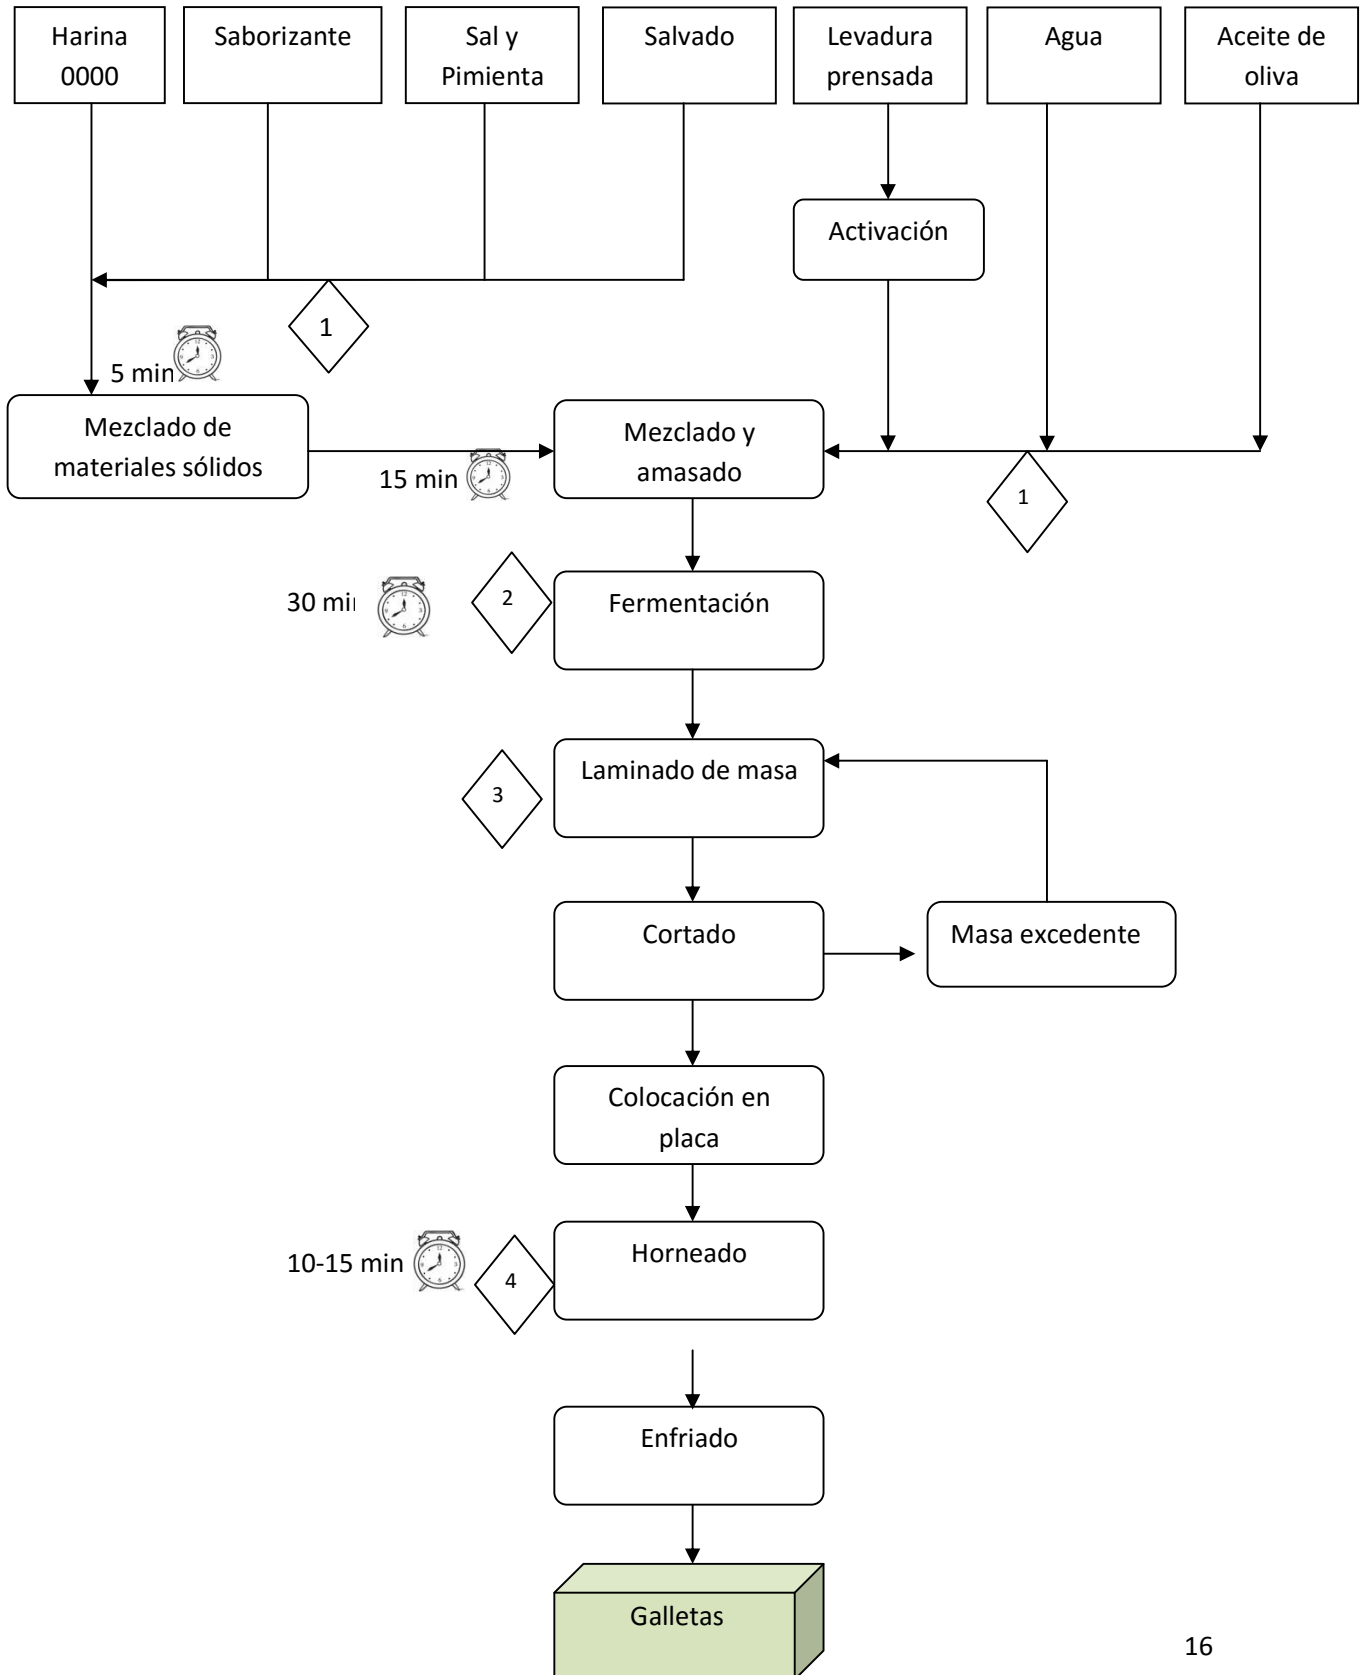 Harina
0000
Saborizante
Sal y
Pimienta
Salvado
Levadura
prensada
Agua
Aceite de
oliva
Activación
1
5 min
Mezclado de
materiales sólidos
15 min
Mezclado y
amasado
1
30 mi
2
Fermentación
3
Laminado de masa
Cortado
Masa excedente
Colocación en
placa
10-15 min
4
Horneado
Enfriado
Galletas
16